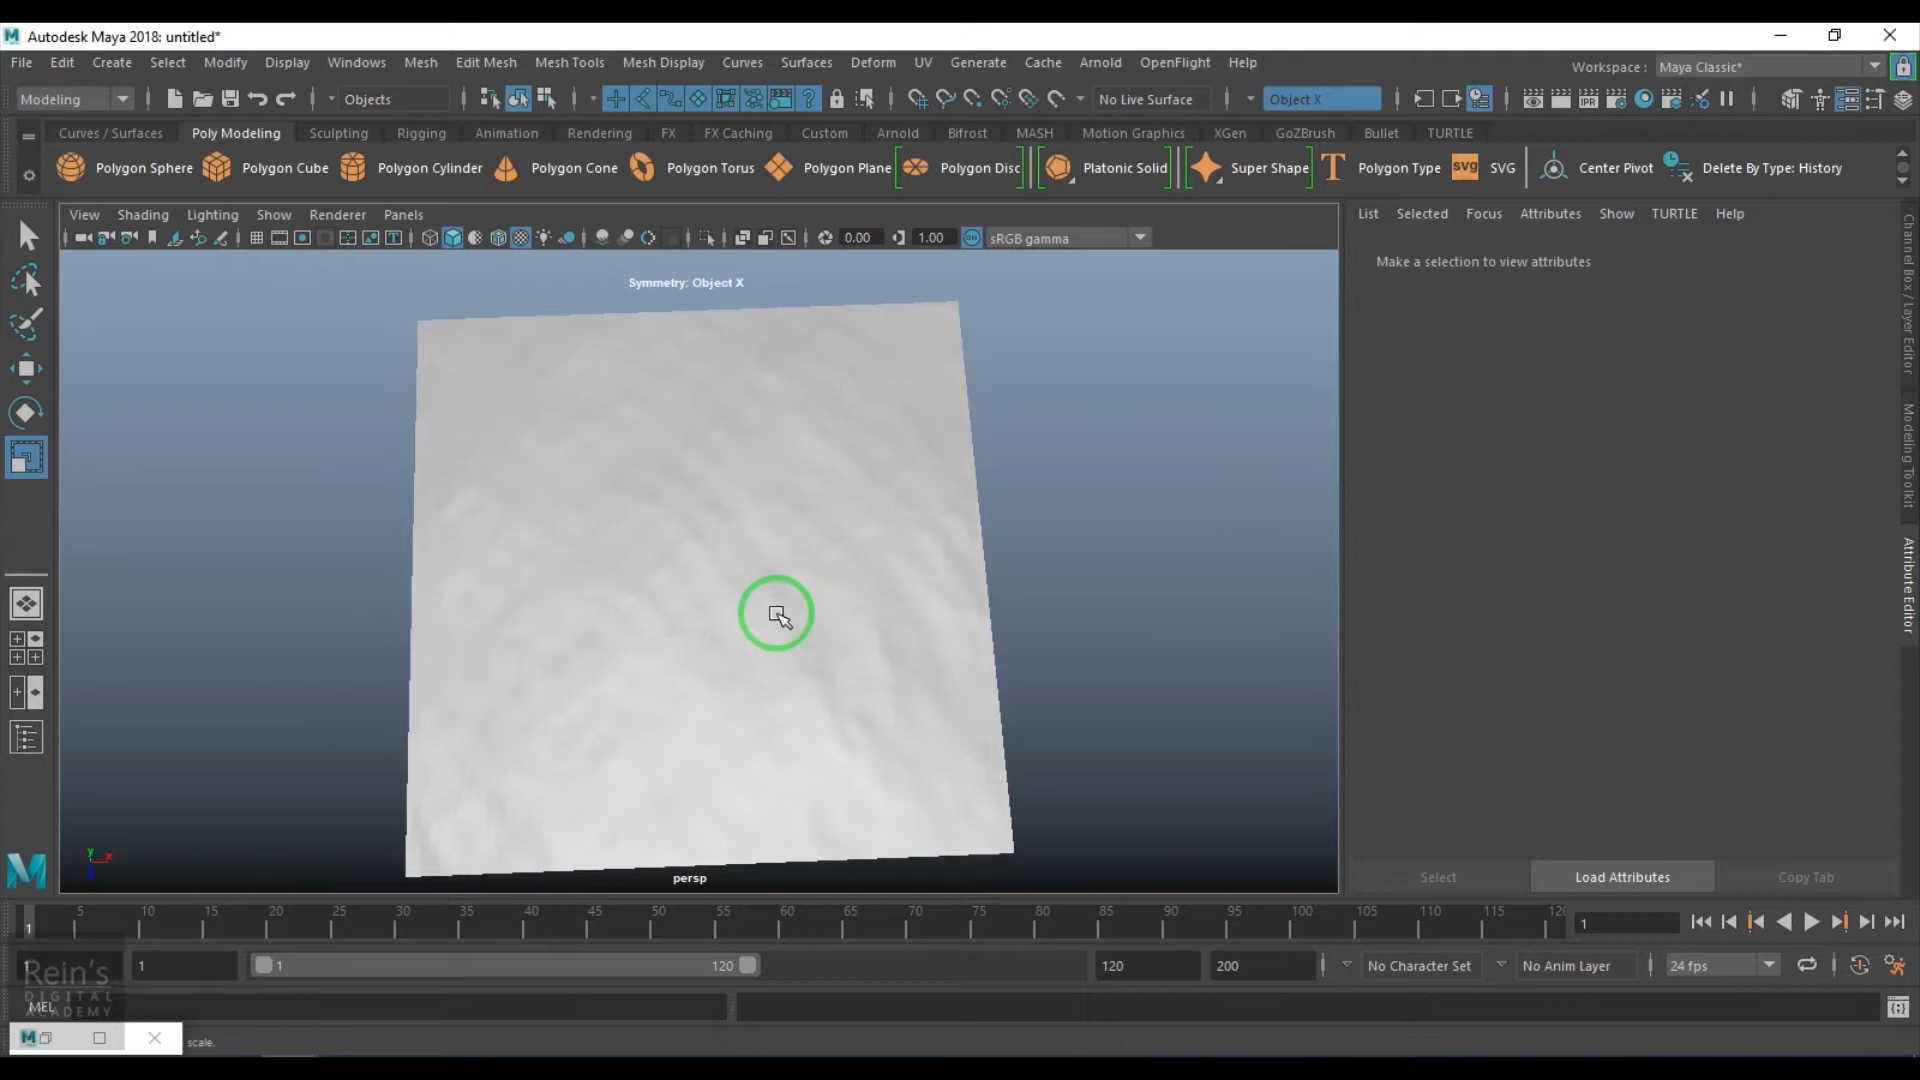 Autodesk Maya 2018: untitled*
File Edit Create Select Modify Display Windows Mesh Edit Mesh Mesh Tools Mesh Display Curves Surfaces Deform UV Generate Cache Arnold OpenFlight Help Workspace : Maya Classic*
Modeling Objects No Live Surface Object X IPR
Curves / Surfaces Poly Modeling Sculpting Rigging Animation Rendering FX FX Caching Custom Arnold Bifrost MASH Motion Graphics XGen GoZBrush Bullet TURTLE
Polygon Sphere Polygon Cube Polygon Cylinder Polygon Cone Polygon Torus Polygon Plane Polygon Disc Platonic Solid Super Shape T Polygon Type SVG SVG Center Pivot Delete By Type: History
View Shading Lighting Show Renderer Panels
0.00 1.00 ON sRGB gamma
Symmetry: Object X
y x
persp
List Selected Focus Attributes Show TURTLE Help
Make a selection to view attributes
Select Load Attributes Copy Tab
Channel Box / Layer Editor
Modeling Toolkit
Attribute Editor
5 10 15 20 25 30 35 40 45 50 55 60 65 70 75 80 85 90 95 100 105 110 115 120
1 1
1 1 120 120 200 No Character Set No Anim Layer 24 fps
Rein's
DIGITAL
ACADEMY
MEL
scale.